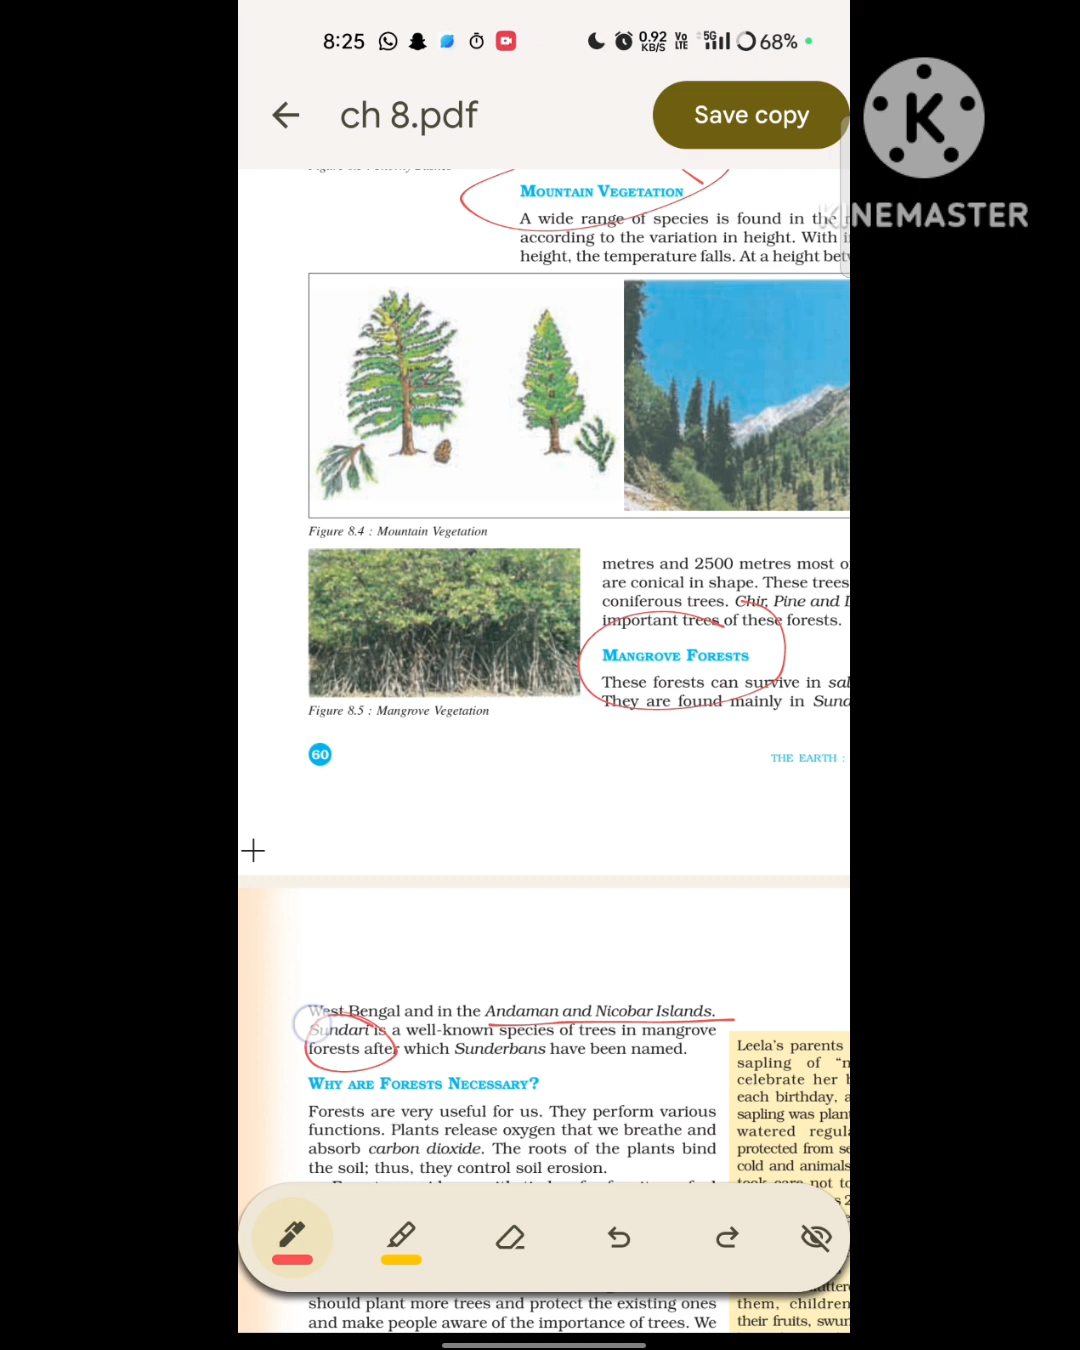 8:25
0.92 KB/S Vo LTE 5G 68%
ch 8.pdf
Save copy
K
KINEMASTER
MOUNTAIN VEGETATION
A wide range of species is found in the
according to the variation in height. With
height, the temperature falls. At a height
Figure 8.4 : Mountain Vegetation
metres and 2500 metres most
are conical in shape. These trees
coniferous trees. Chir, Pine and
important trees of these forests.
MANGROVE FORESTS
These forests can survive in
They are found mainly in
Figure 8.5 : Mangrove Vegetation
60
THE EARTH :
West Bengal and in the Andaman and Nicobar Islands.
Sundari is a well-known species of trees in mangrove
forests after which Sunderbans have been named.
WHY ARE FORESTS NECESSARY?
Forests are very useful for us. They perform various
functions. Plants release oxygen that we breathe and
absorb carbon dioxide. The roots of the plants bind
the soil; thus, they control soil erosion.
should plant more trees and protect the existing ones
and make people aware of the importance of trees. We
Leela's parents
sapling of "n
celebrate her
each birthday,
sapling was
watered
protected from
cold and animals
took care not to
them, children
their fruits,